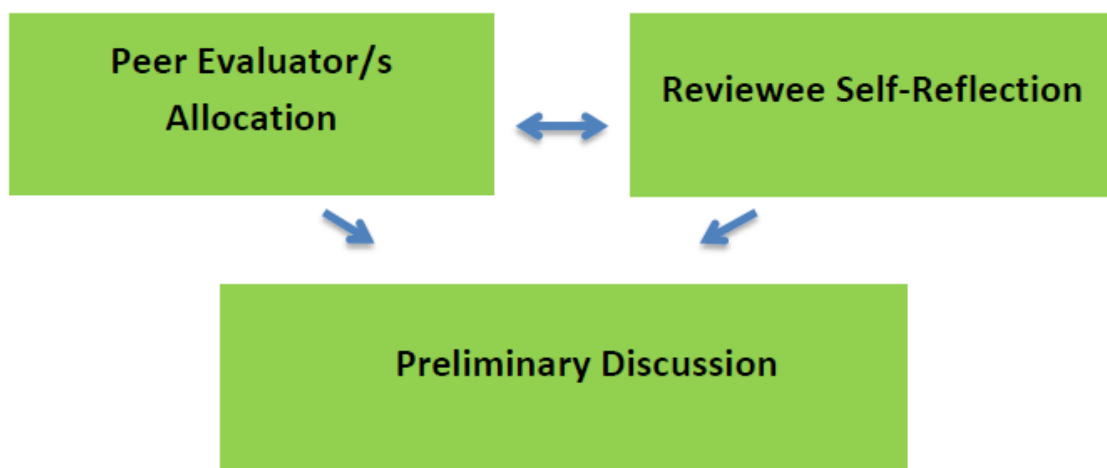 Peer Evaluator/s
Allocation
Reviewee Self-Reflection
Preliminary Discussion